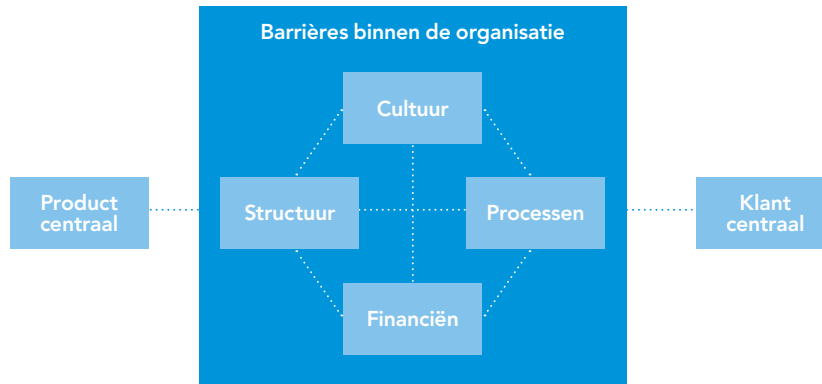 Barrières binnen de organisatie
Cultuur
Product
centraal
Structuur
Processen
Klant
centraal
Financiën